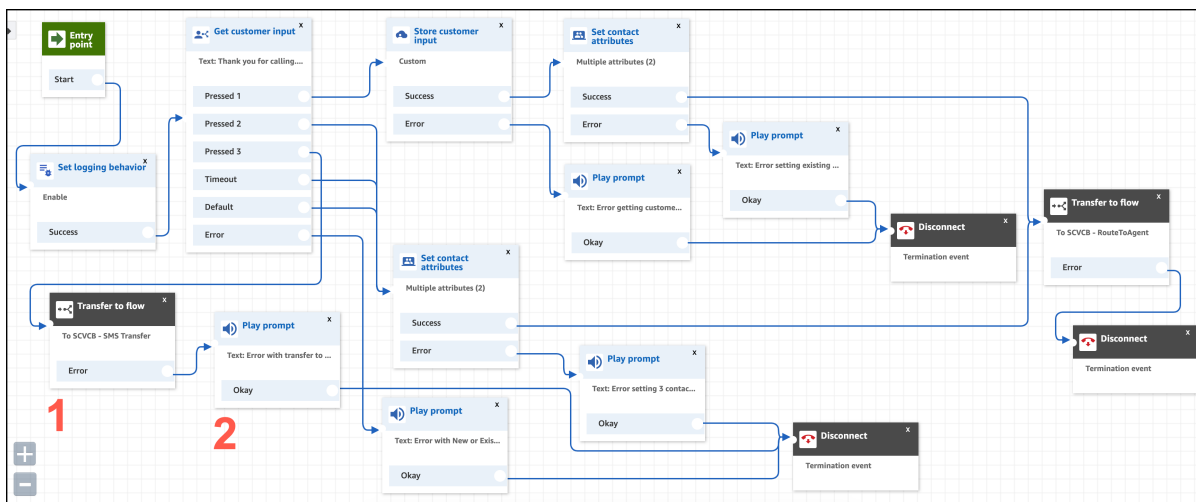 Entry
point
Start
Set logging behavior
x
Enable
Success
Get customer input
x
Text: Thank you for calling....
Pressed 1
Pressed 2
Pressed 3
Timeout
Default
Error
Store customer
input
x
Custom
Success
Error
Set contact
attributes
x
Multiple attributes (2)
Success
Error
Play prompt
x
Text: Error setting existing ...
Okay
Play prompt
x
Text: Error getting custome...
Okay
Disconnect
x
Termination event
Transfer to flow
x
To SCVCB - RouteToAgent
Error
Set contact
attributes
x
Multiple attributes (2)
Success
Error
Transfer to flow
x
To SCVCB - SMS Transfer
Error
Play prompt
x
Text: Error with transfer to ...
Okay
Play prompt
x
Text: Error setting 3 contac...
Okay
Disconnect
x
Termination event
Play prompt
x
Text: Error with New or Exis...
Okay
Disconnect
x
Termination event
1
2